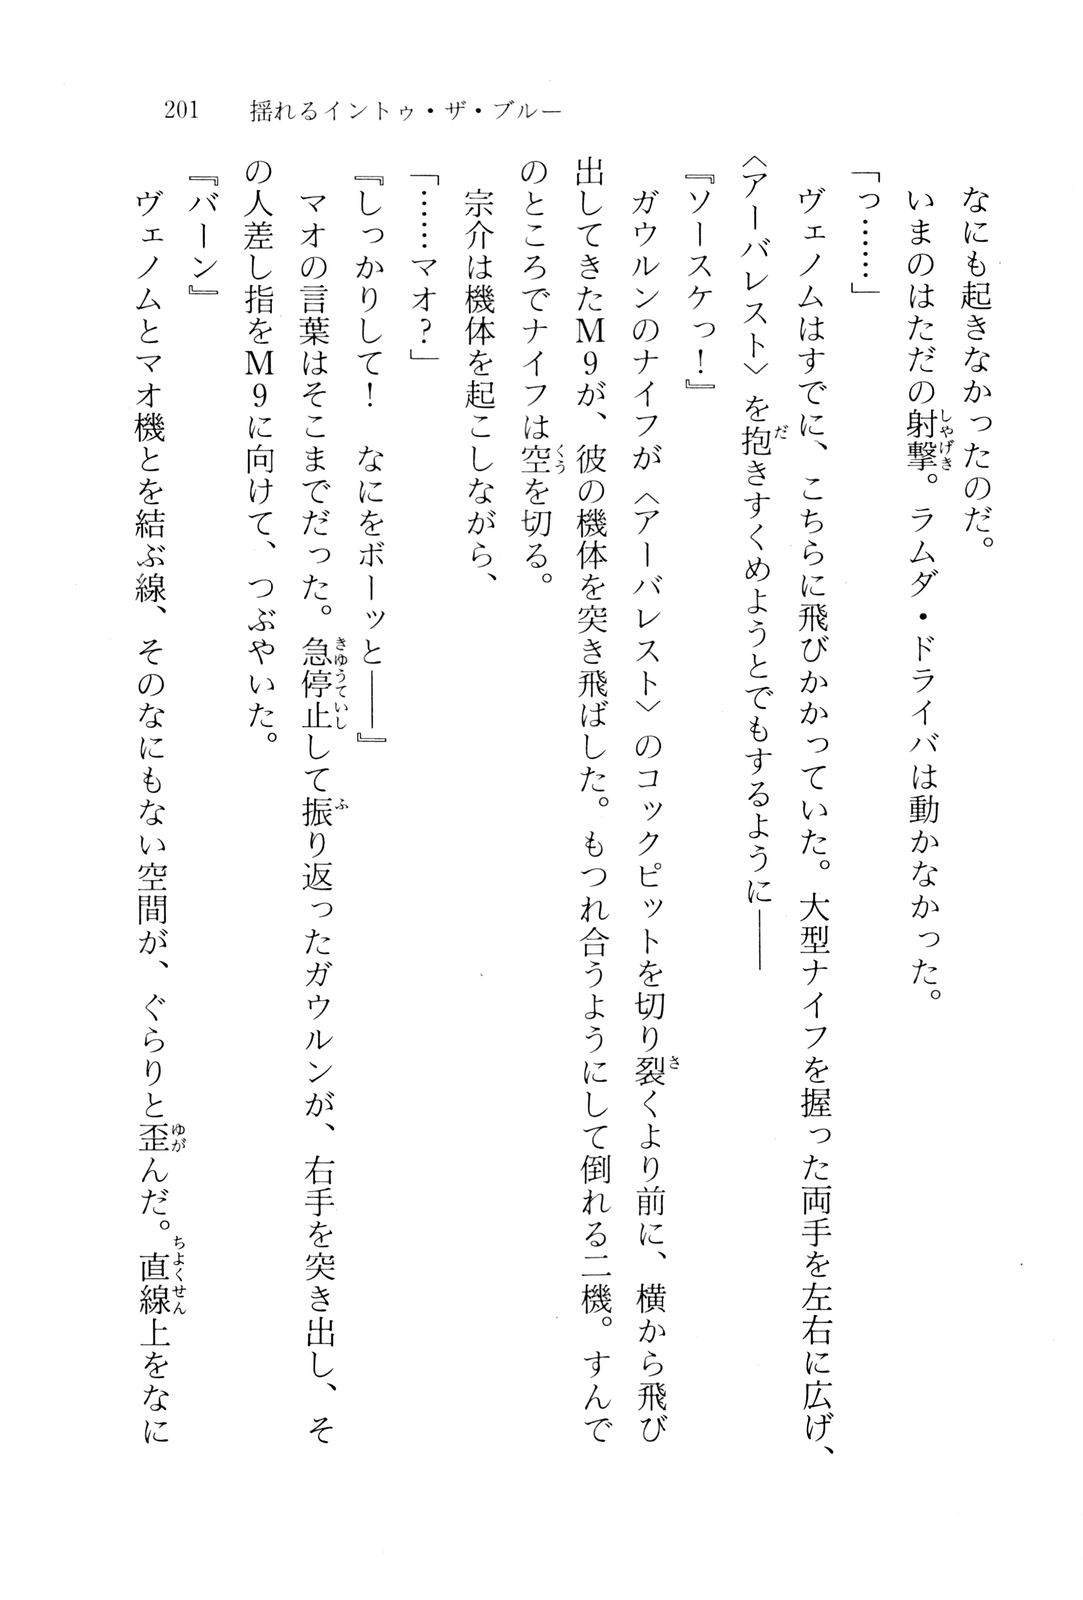 201　揺れるイントゥ・ザ・ブルー
なにも起きなかったのだ。
いまのはただの射撃。ラムダ・ドライバは動かなかった。
「っ……」
ヴェノムはすでに、こちらに飛びかかっていた。大型ナイフを握った両手を左右に広げ、
〈アーバレスト〉を抱きすくめようとでもするように――
『ソースケっ！』
ガウルンのナイフが〈アーバレスト〉のコックピットを切り裂くより前に、横から飛び
出してきたM9が、彼の機体を突き飛ばした。もつれ合うようにして倒れる二機。すんで
のところでナイフは空を切る。
宗介は機体を起こしながら、
「……マオ？」
『しっかりして！　なにをボーッと――』
マオの言葉はそこまでだった。急停止して振り返ったガウルンが、右手を突き出し、そ
の人差し指をM9に向けて、つぶやいた。
『バーン』
ヴェノムとマオ機とを結ぶ線、そのなにもない空間が、ぐらりと歪んだ。直線上をなに